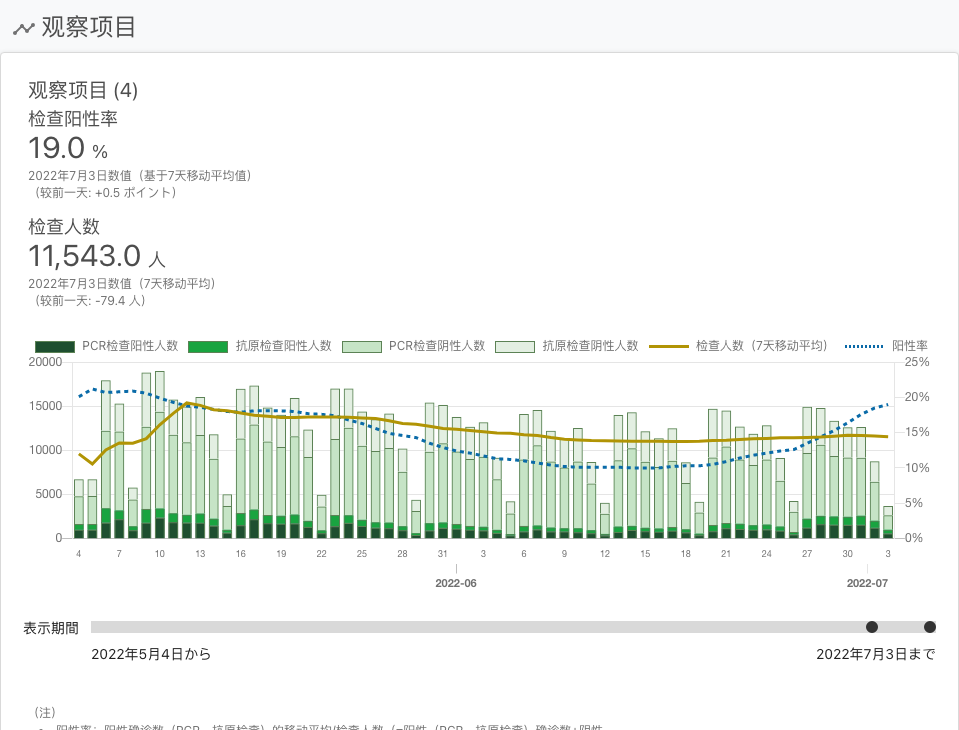 观察项目
观察项目 (4)
检查阳性率
19.0 %
2022年7月3日数值（基于7天移动平均值）
（较前一天: +0.5 ポイント）
检查人数
11,543.0 人
2022年7月3日数值（7天移动平均）
（较前一天: -79.4 人）
PCR检查阳性人数 抗原检查阳性人数 PCR检查阴性人数 抗原检查阴性人数 检查人数（7天移动平均） 阳性率
20000 25%
20%
15000
15%
10000
10%
5000
5%
0 0%
4 7 10 13 16 19 22 25 28 31 3 6 9 12 15 18 21 24 27 30 3
2022-06 2022-07
表示期間
2022年5月4日から 2022年7月3日まで
（注）